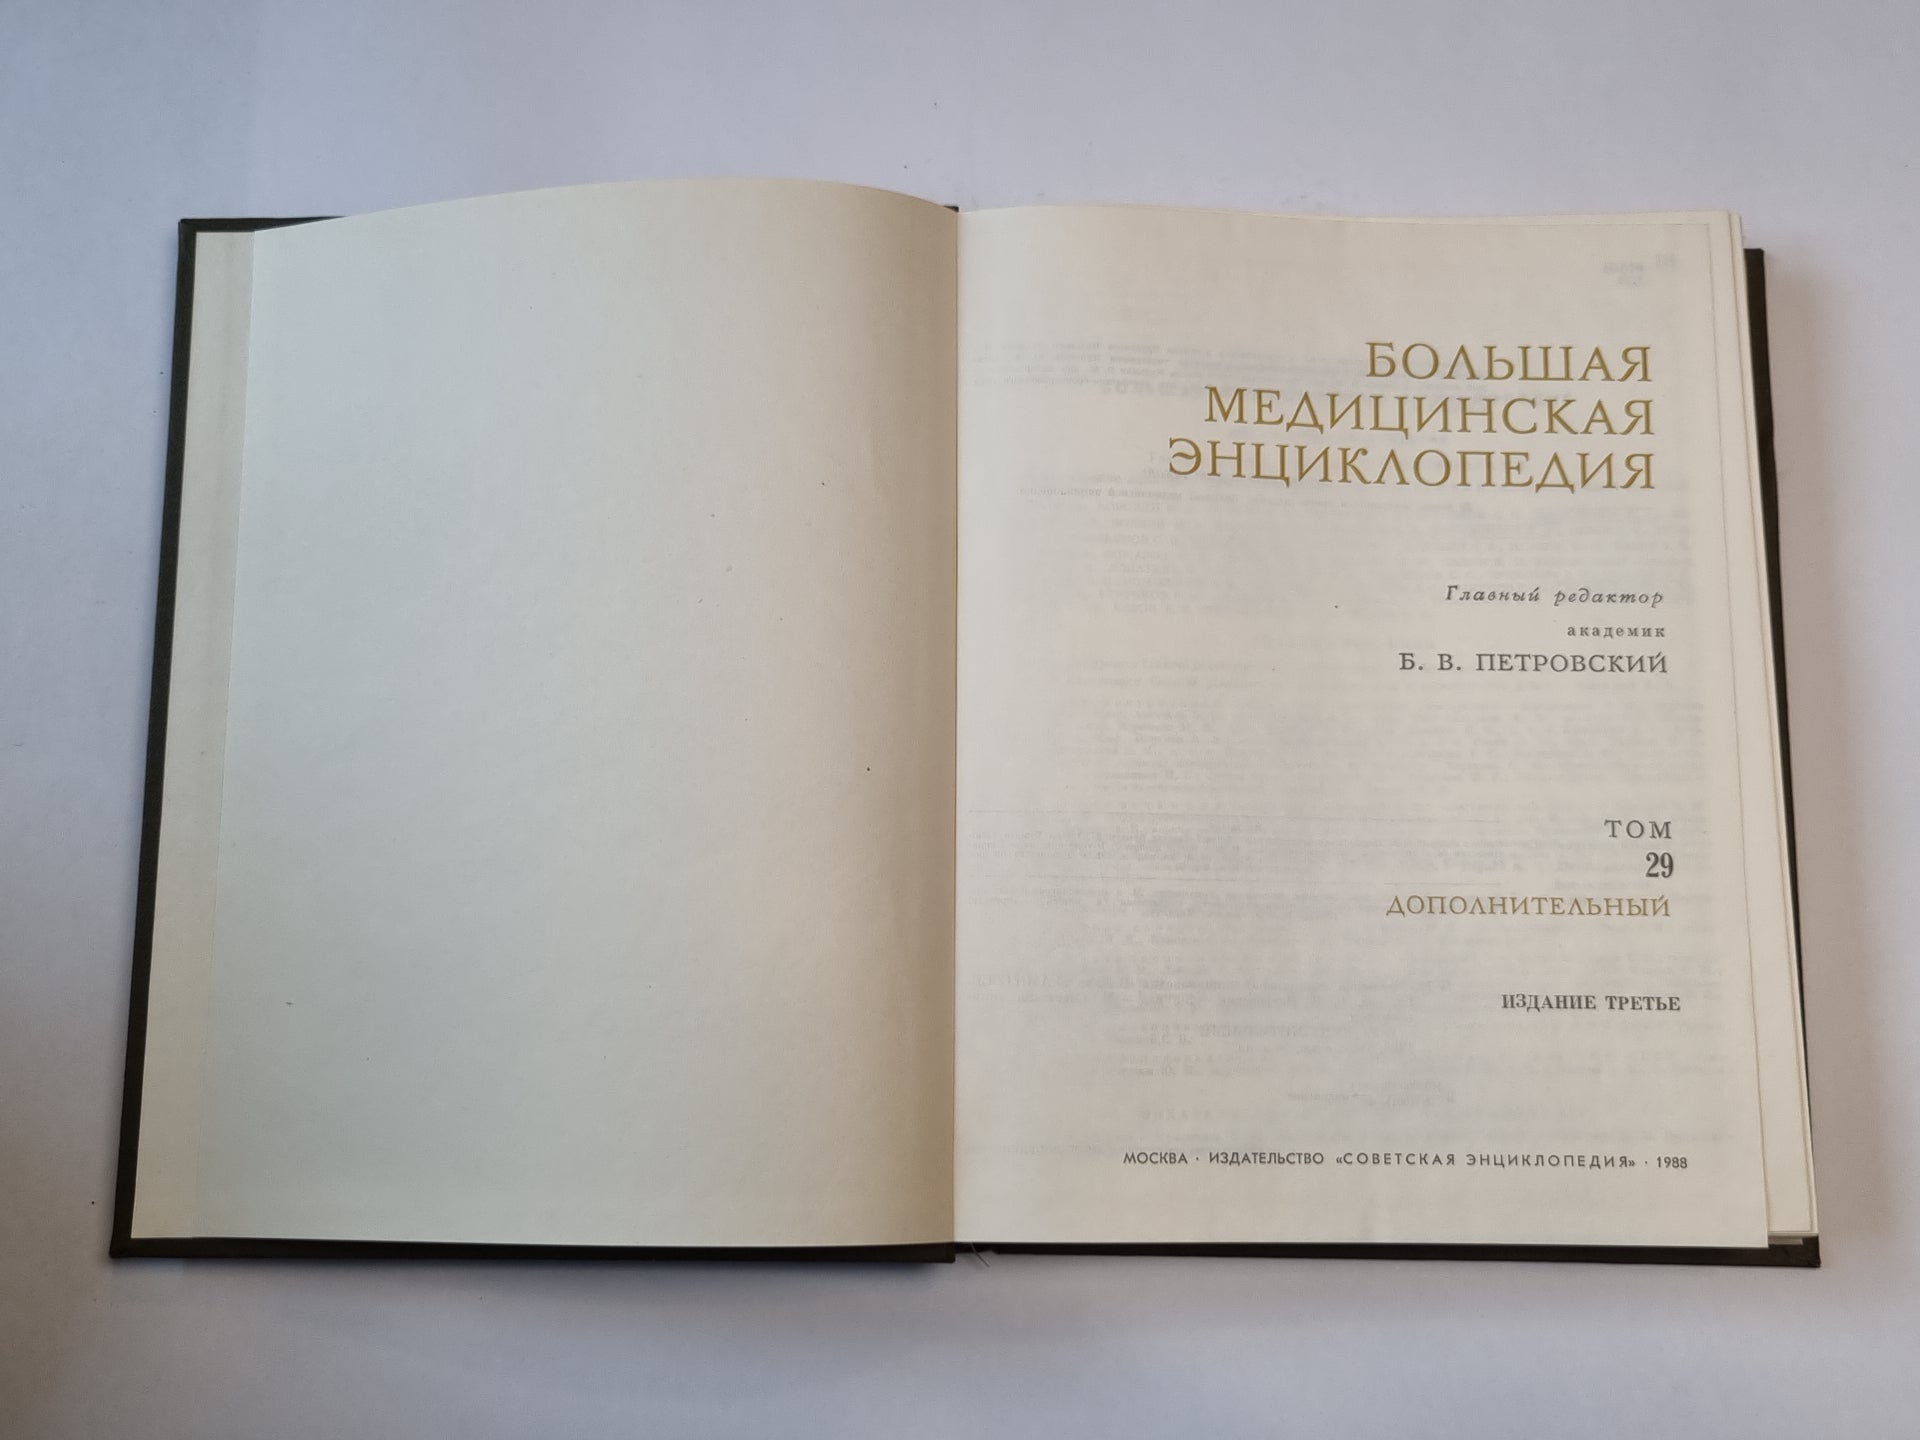 БОЛЬШАЯ
МЕДИЦИНСКАЯ
ЭНЦИКЛОПЕДИЯ
Главный редактор
академик
Б. В. ПЕТРОВСКИЙ
ТОМ
29
ДОПОЛНИТЕЛЬНЫЙ
ИЗДАНИЕ ТРЕТЬЕ
МОСКВА · ИЗДАТЕЛЬСТВО «СОВЕТСКАЯ ЭНЦИКЛОПЕДИЯ» · 1988